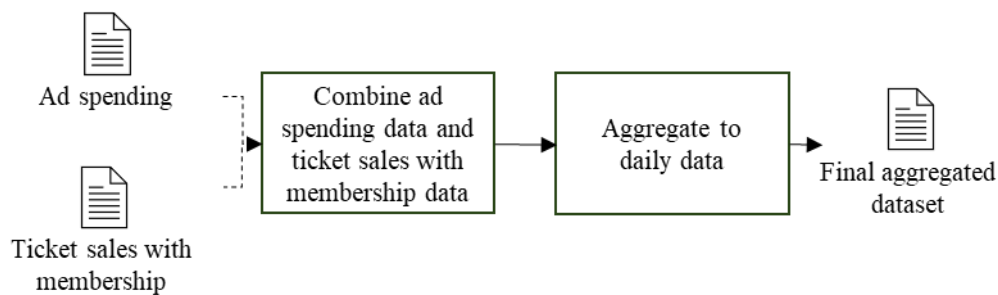 Ad spending
Ticket sales with
membership
Combine ad
spending data and
ticket sales with
membership data
Aggregate to
daily data
Final aggregated
dataset